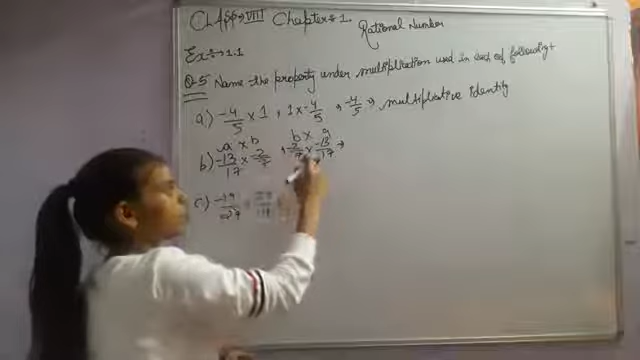 CLASS→VIII Chapter: 1. Rational Number
Ex:→1.1
Q-5 Name the property under multiplication used in each of following→
a.) -4/5 × 1 = 1 × -4/5 = -4/5 → multiplicative identity
a × b b × a
b.) -13/17 × -2/7 = -2/7 × -13/17 →
c.) -19/